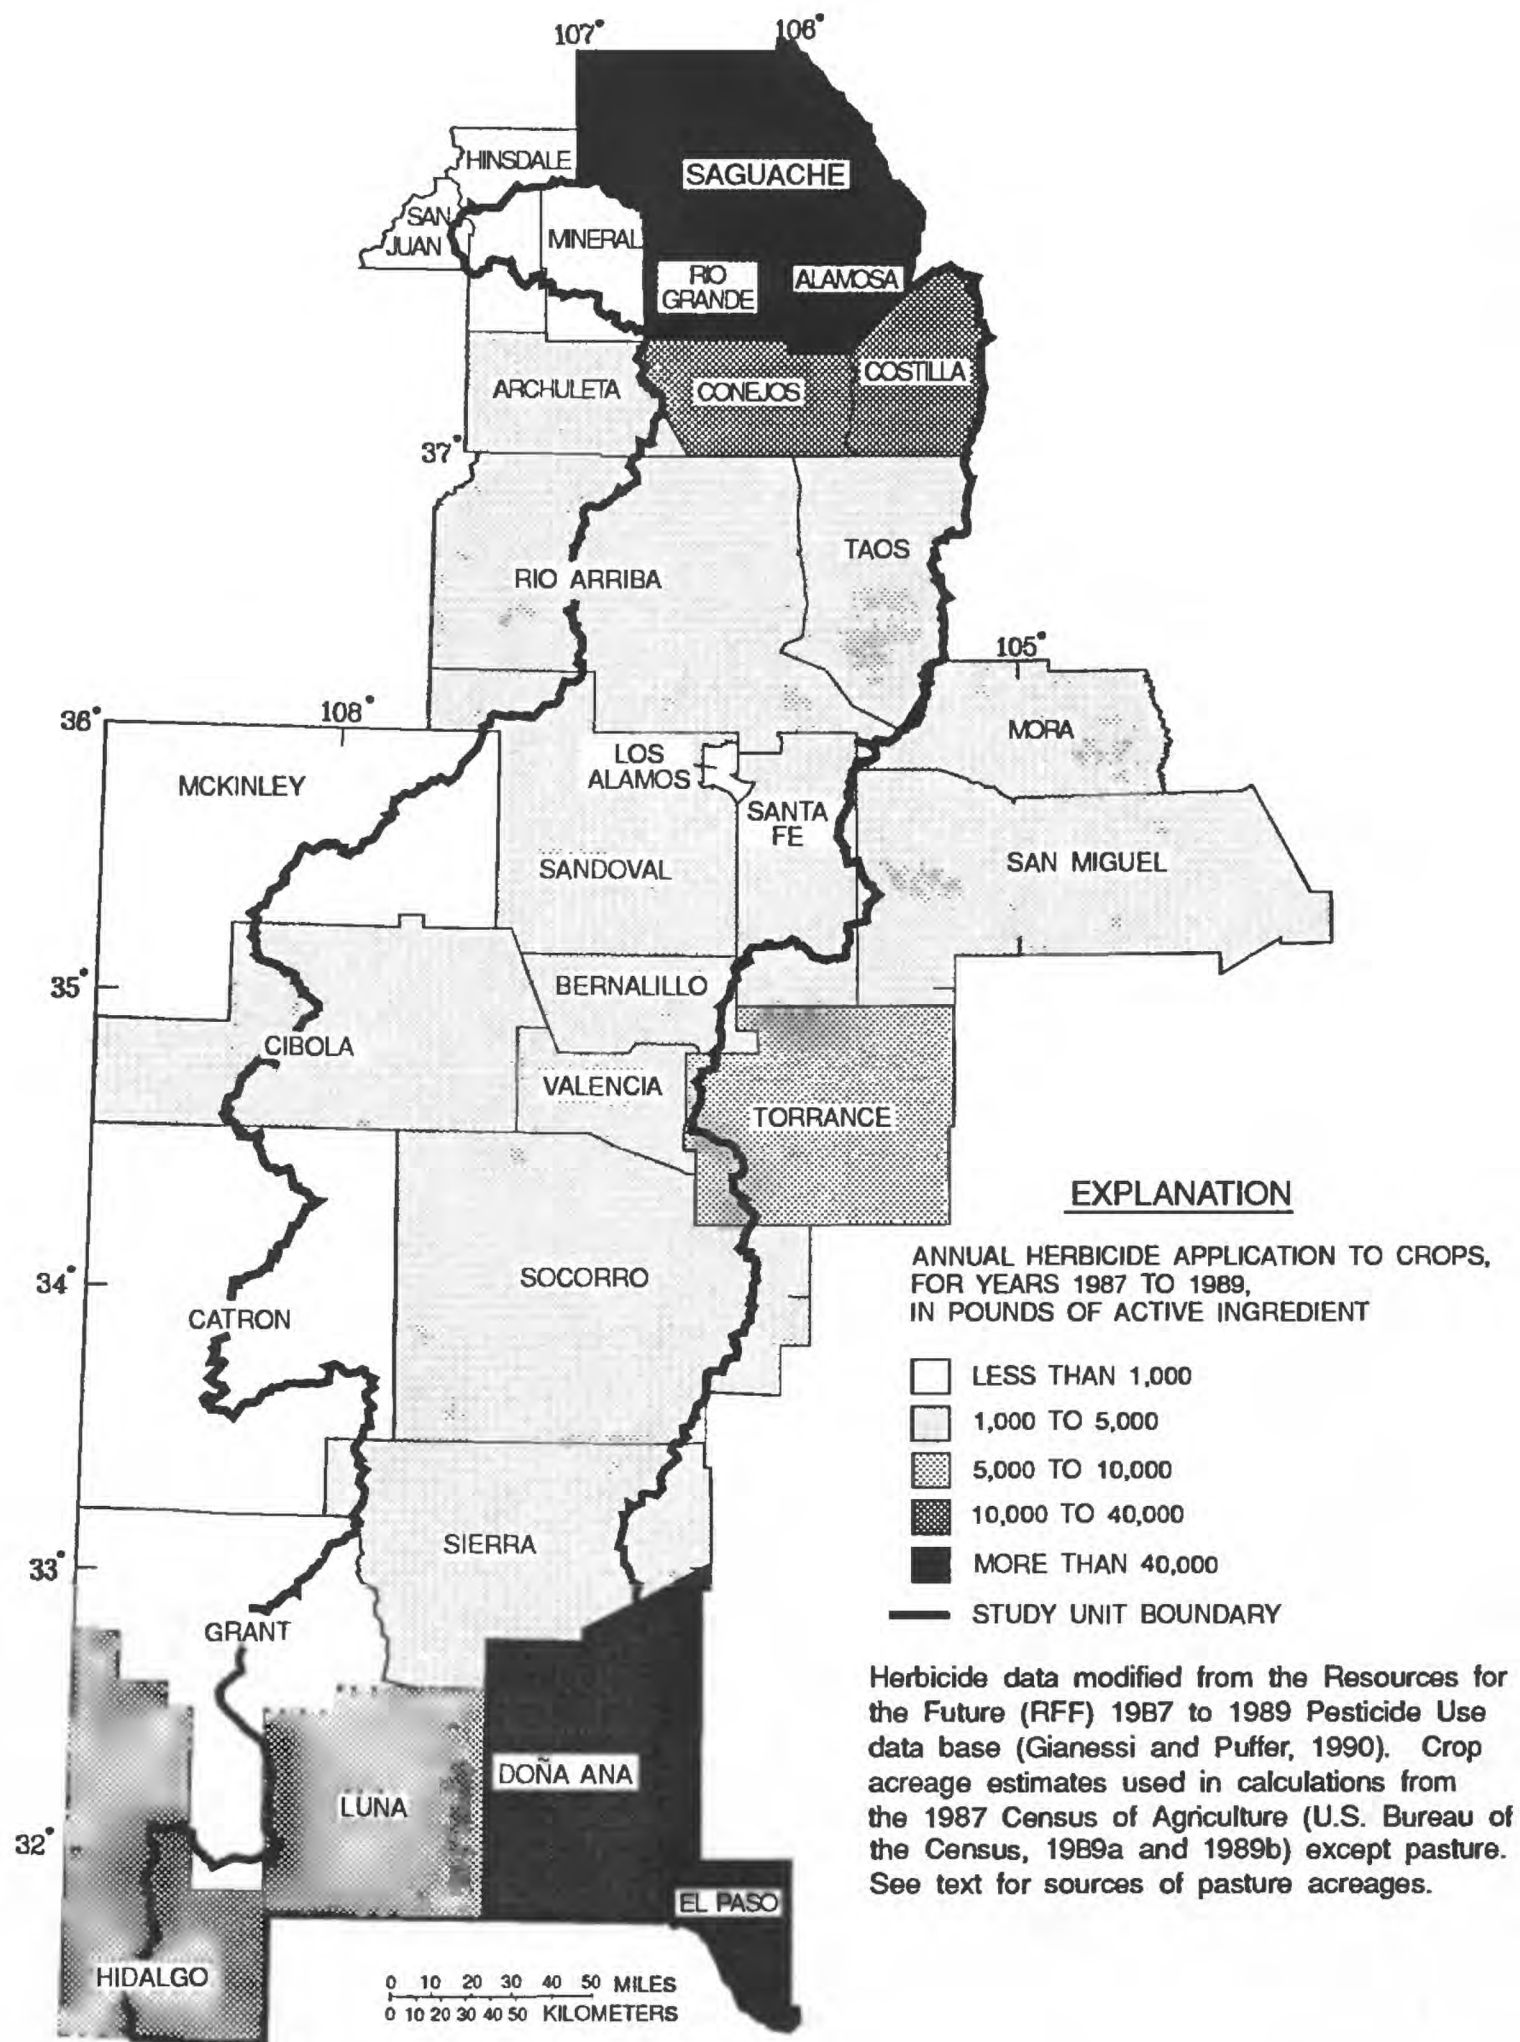 107°
106°
HINSDALE
SAGUACHE
SAN
JUAN
MINERAL
RIO
GRANDE
ALAMOSA
COSTILLA
ARCHULETA
CONEJOS
37°
TAOS
RIO ARRIBA
105°
36°
108°
MORA
LOS
ALAMOS
MCKINLEY
SANTA
FE
SAN MIGUEL
SANDOVAL
35°
BERNALILLO
CIBOLA
VALENCIA
TORRANCE
SOCORRO
34°
CATRON
SIERRA
33°
GRANT
DOÑA ANA
LUNA
32°
EL PASO
HIDALGO
0 10 20 30 40 50 MILES
0 10 20 30 40 50 KILOMETERS
EXPLANATION
ANNUAL HERBICIDE APPLICATION TO CROPS,
FOR YEARS 1987 TO 1989,
IN POUNDS OF ACTIVE INGREDIENT
LESS THAN 1,000
1,000 TO 5,000
5,000 TO 10,000
10,000 TO 40,000
MORE THAN 40,000
STUDY UNIT BOUNDARY
Herbicide data modified from the Resources for
the Future (RFF) 19B7 to 1989 Pesticide Use
data base (Gianessi and Puffer, 1990). Crop
acreage estimates used in calculations from
the 1987 Census of Agriculture (U.S. Bureau of
the Census, 19B9a and 1989b) except pasture.
See text for sources of pasture acreages.